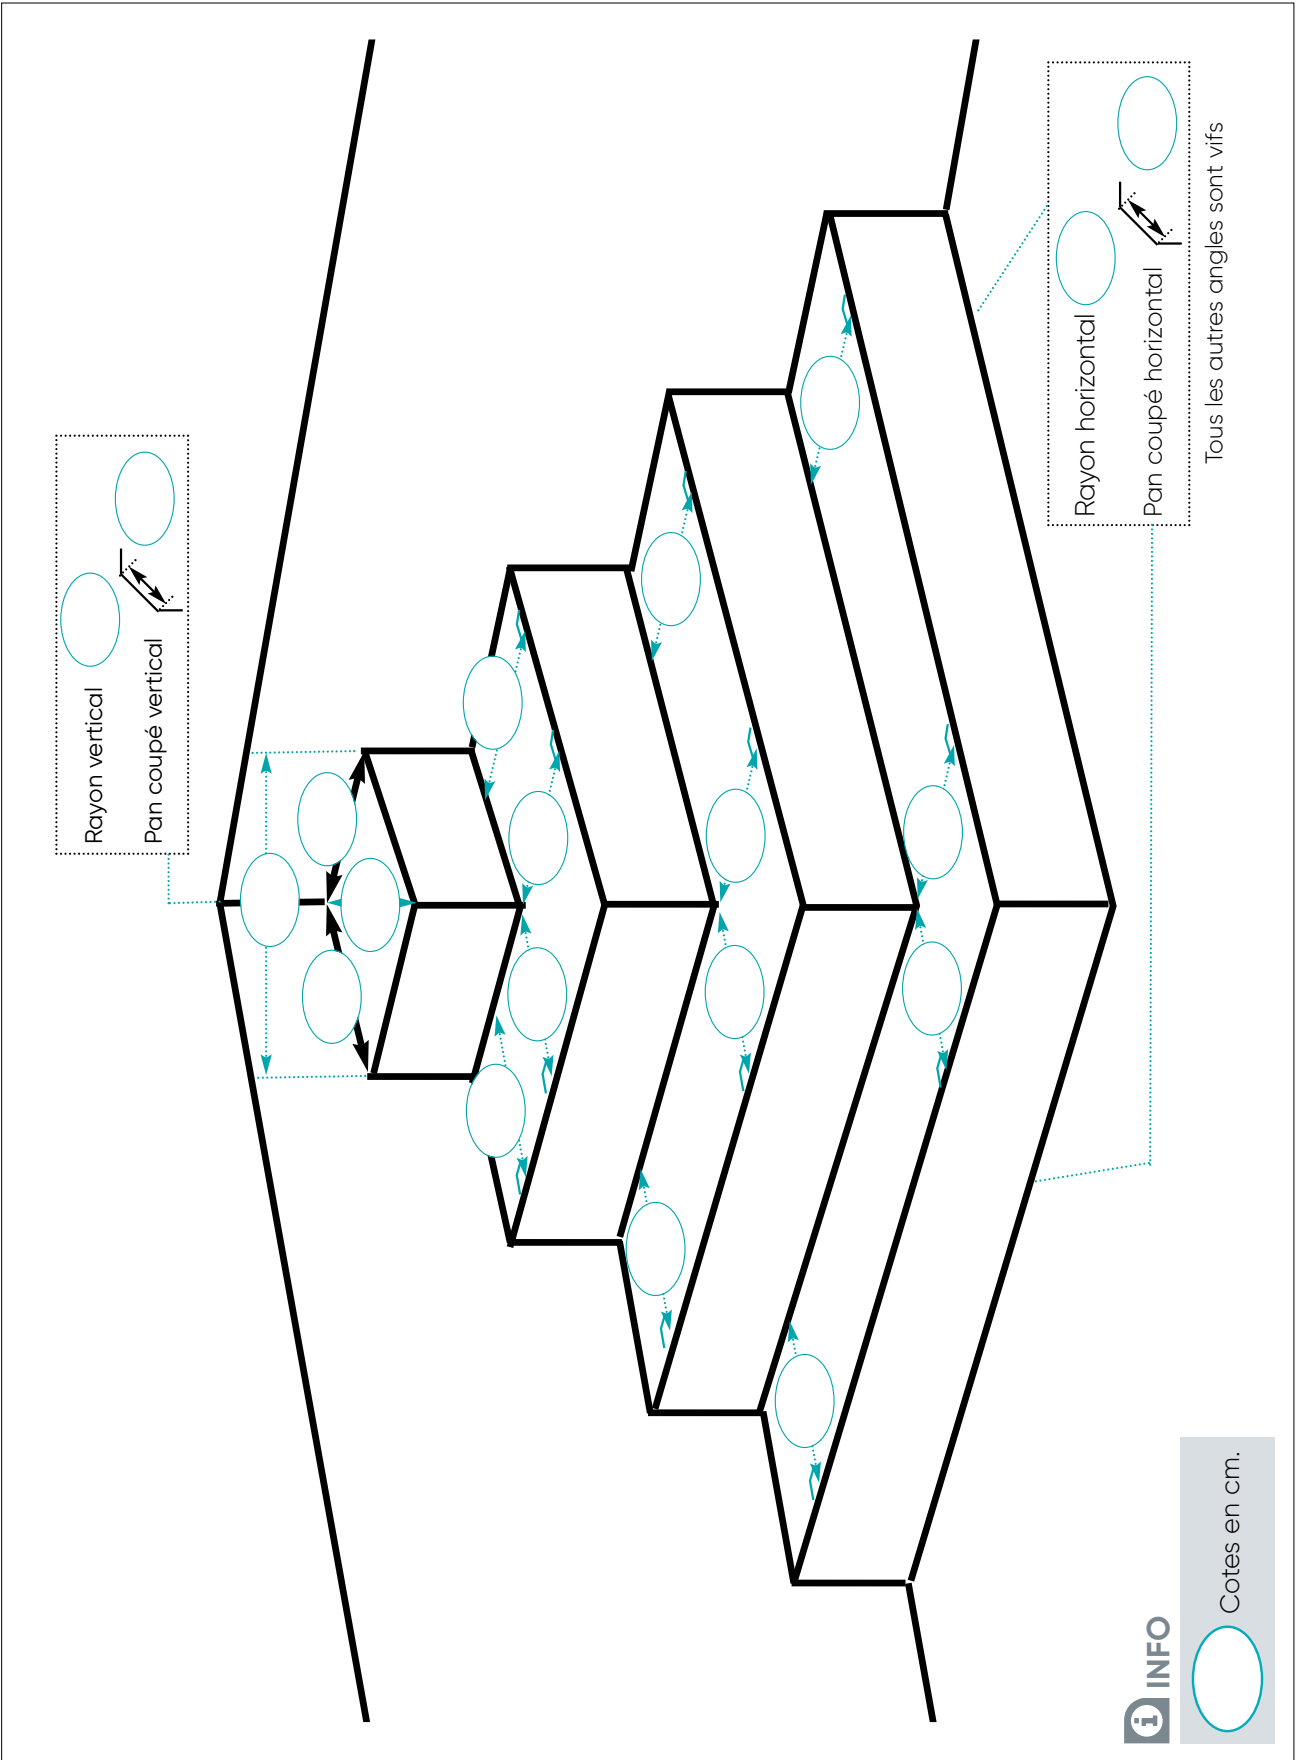 Rayon vertical
Pan coupé vertical
Rayon horizontal
Pan coupé horizontal
Tous les autres angles sont vifs
i INFO
Cotes en cm.